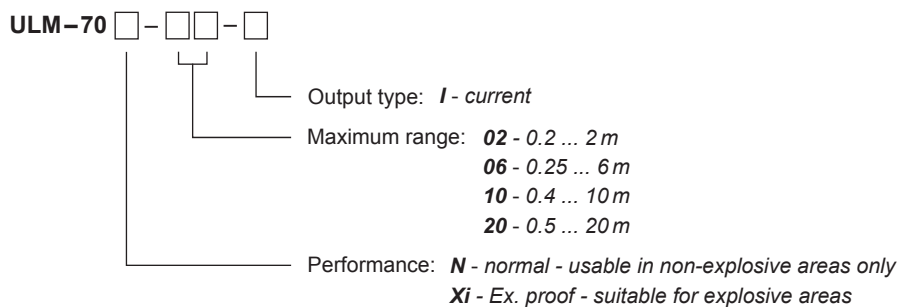 ULM–70 □ – □□ – □
Output type: I - current
Maximum range: 02 - 0.2 ... 2 m
06 - 0.25 ... 6 m
10 - 0.4 ... 10 m
20 - 0.5 ... 20 m
Performance: N - normal - usable in non-explosive areas only
Xi - Ex. proof - suitable for explosive areas